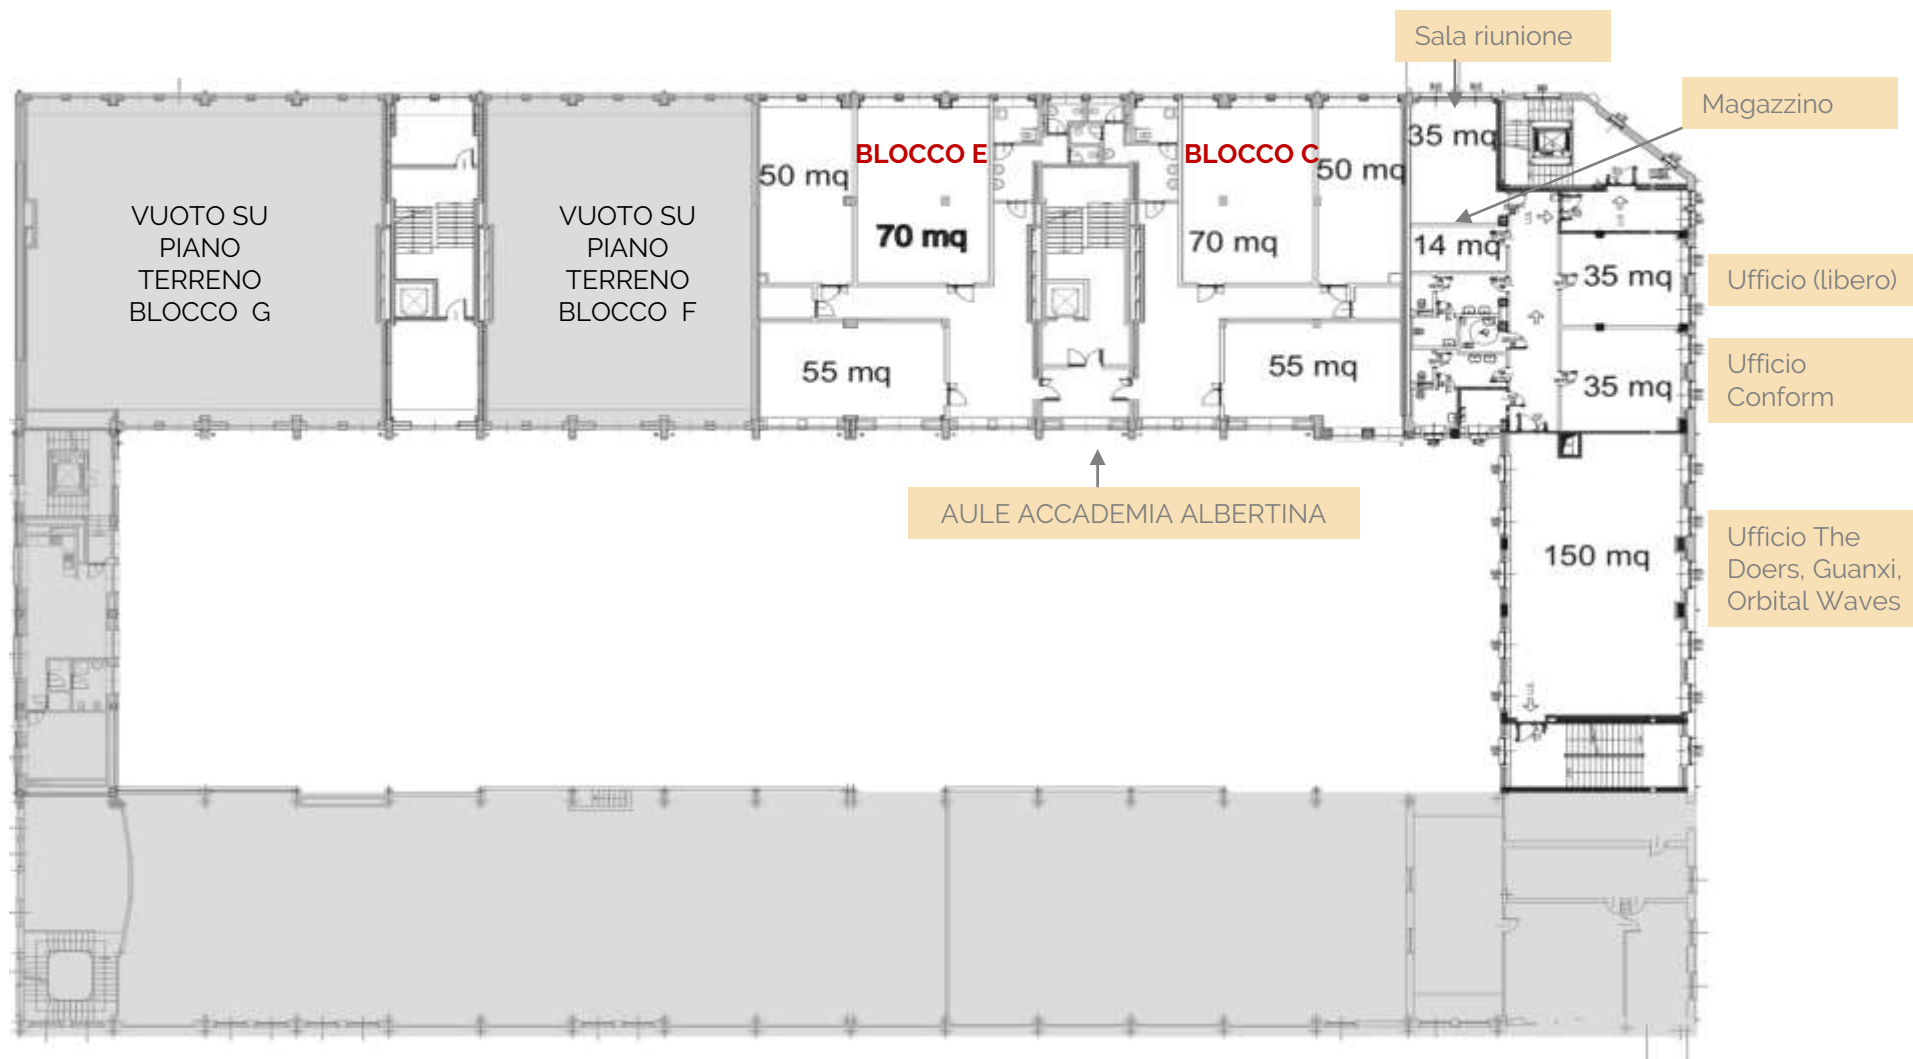 Sala riunione
Magazzino
35 mq
BLOCCO E
BLOCCO C
50 mq
50 mq
VUOTO SU
PIANO
TERRENO
BLOCCO G
VUOTO SU
PIANO
TERRENO
BLOCCO F
70 mq
70 mq
14 mq
35 mq
Ufficio (libero)
55 mq
55 mq
35 mq
Ufficio
Conform
AULE ACCADEMIA ALBERTINA
150 mq
Ufficio The
Doers, Guanxi,
Orbital Waves